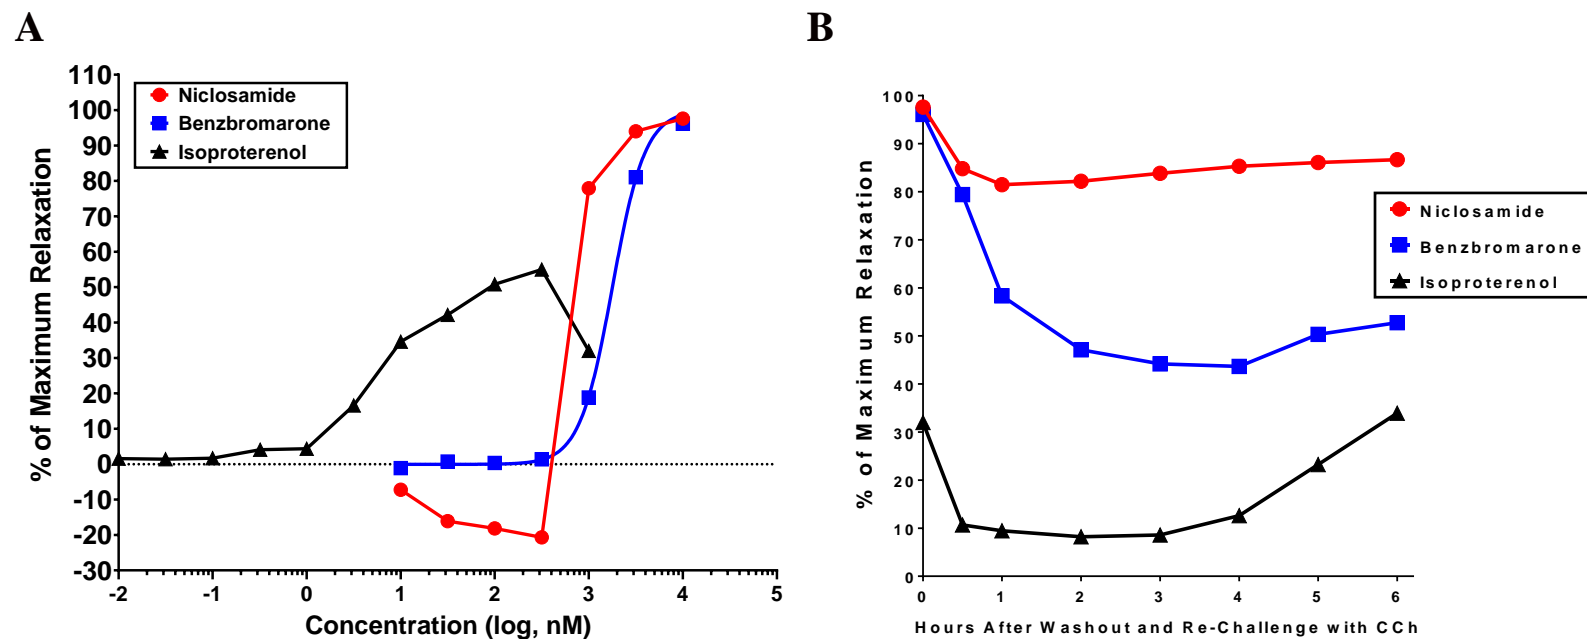 A
% of Maximum Relaxation
110
100
90
80
70
60
50
40
30
20
10
0
-10
-20
-30
Niclosamide
Benzbromarone
Isoproterenol
-2 -1 0 1 2 3 4 5
Concentration (log, nM)
B
% of Maximum Relaxation
100
90
80
70
60
50
40
30
20
10
0
Niclosamide
Benzbromarone
Isoproterenol
0 1 2 3 4 5 6
Hours After Washout and Re-Challenge with CCh